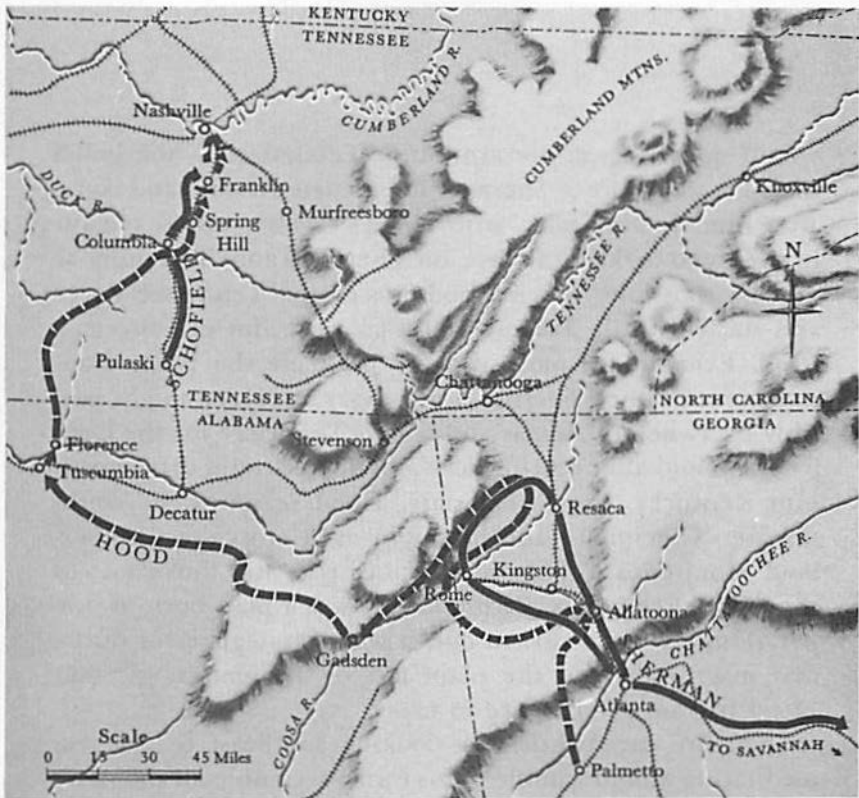 KENTUCKY
TENNESSEE
CUMBERLAND R.
CUMBERLAND MTNS.
Nashville
Franklin
Murfreesboro
Knoxville
DUCK R.
Spring
Hill
Columbia
SCHOFIELD
TENNESSEE R.
N
Pulaski
Chattanooga
TENNESSEE
ALABAMA
NORTH CAROLINA
GEORGIA
Stevenson
Florence
Tuscumbia
Decatur
Resaca
HOOD
Kingston
Rome
Allatoona
CHATTAHOOCHEE R.
Gadsden
SHERMAN
Atlanta
COOSA R.
TO SAVANNAH
Scale
0 15 30 45 Miles
Palmetto